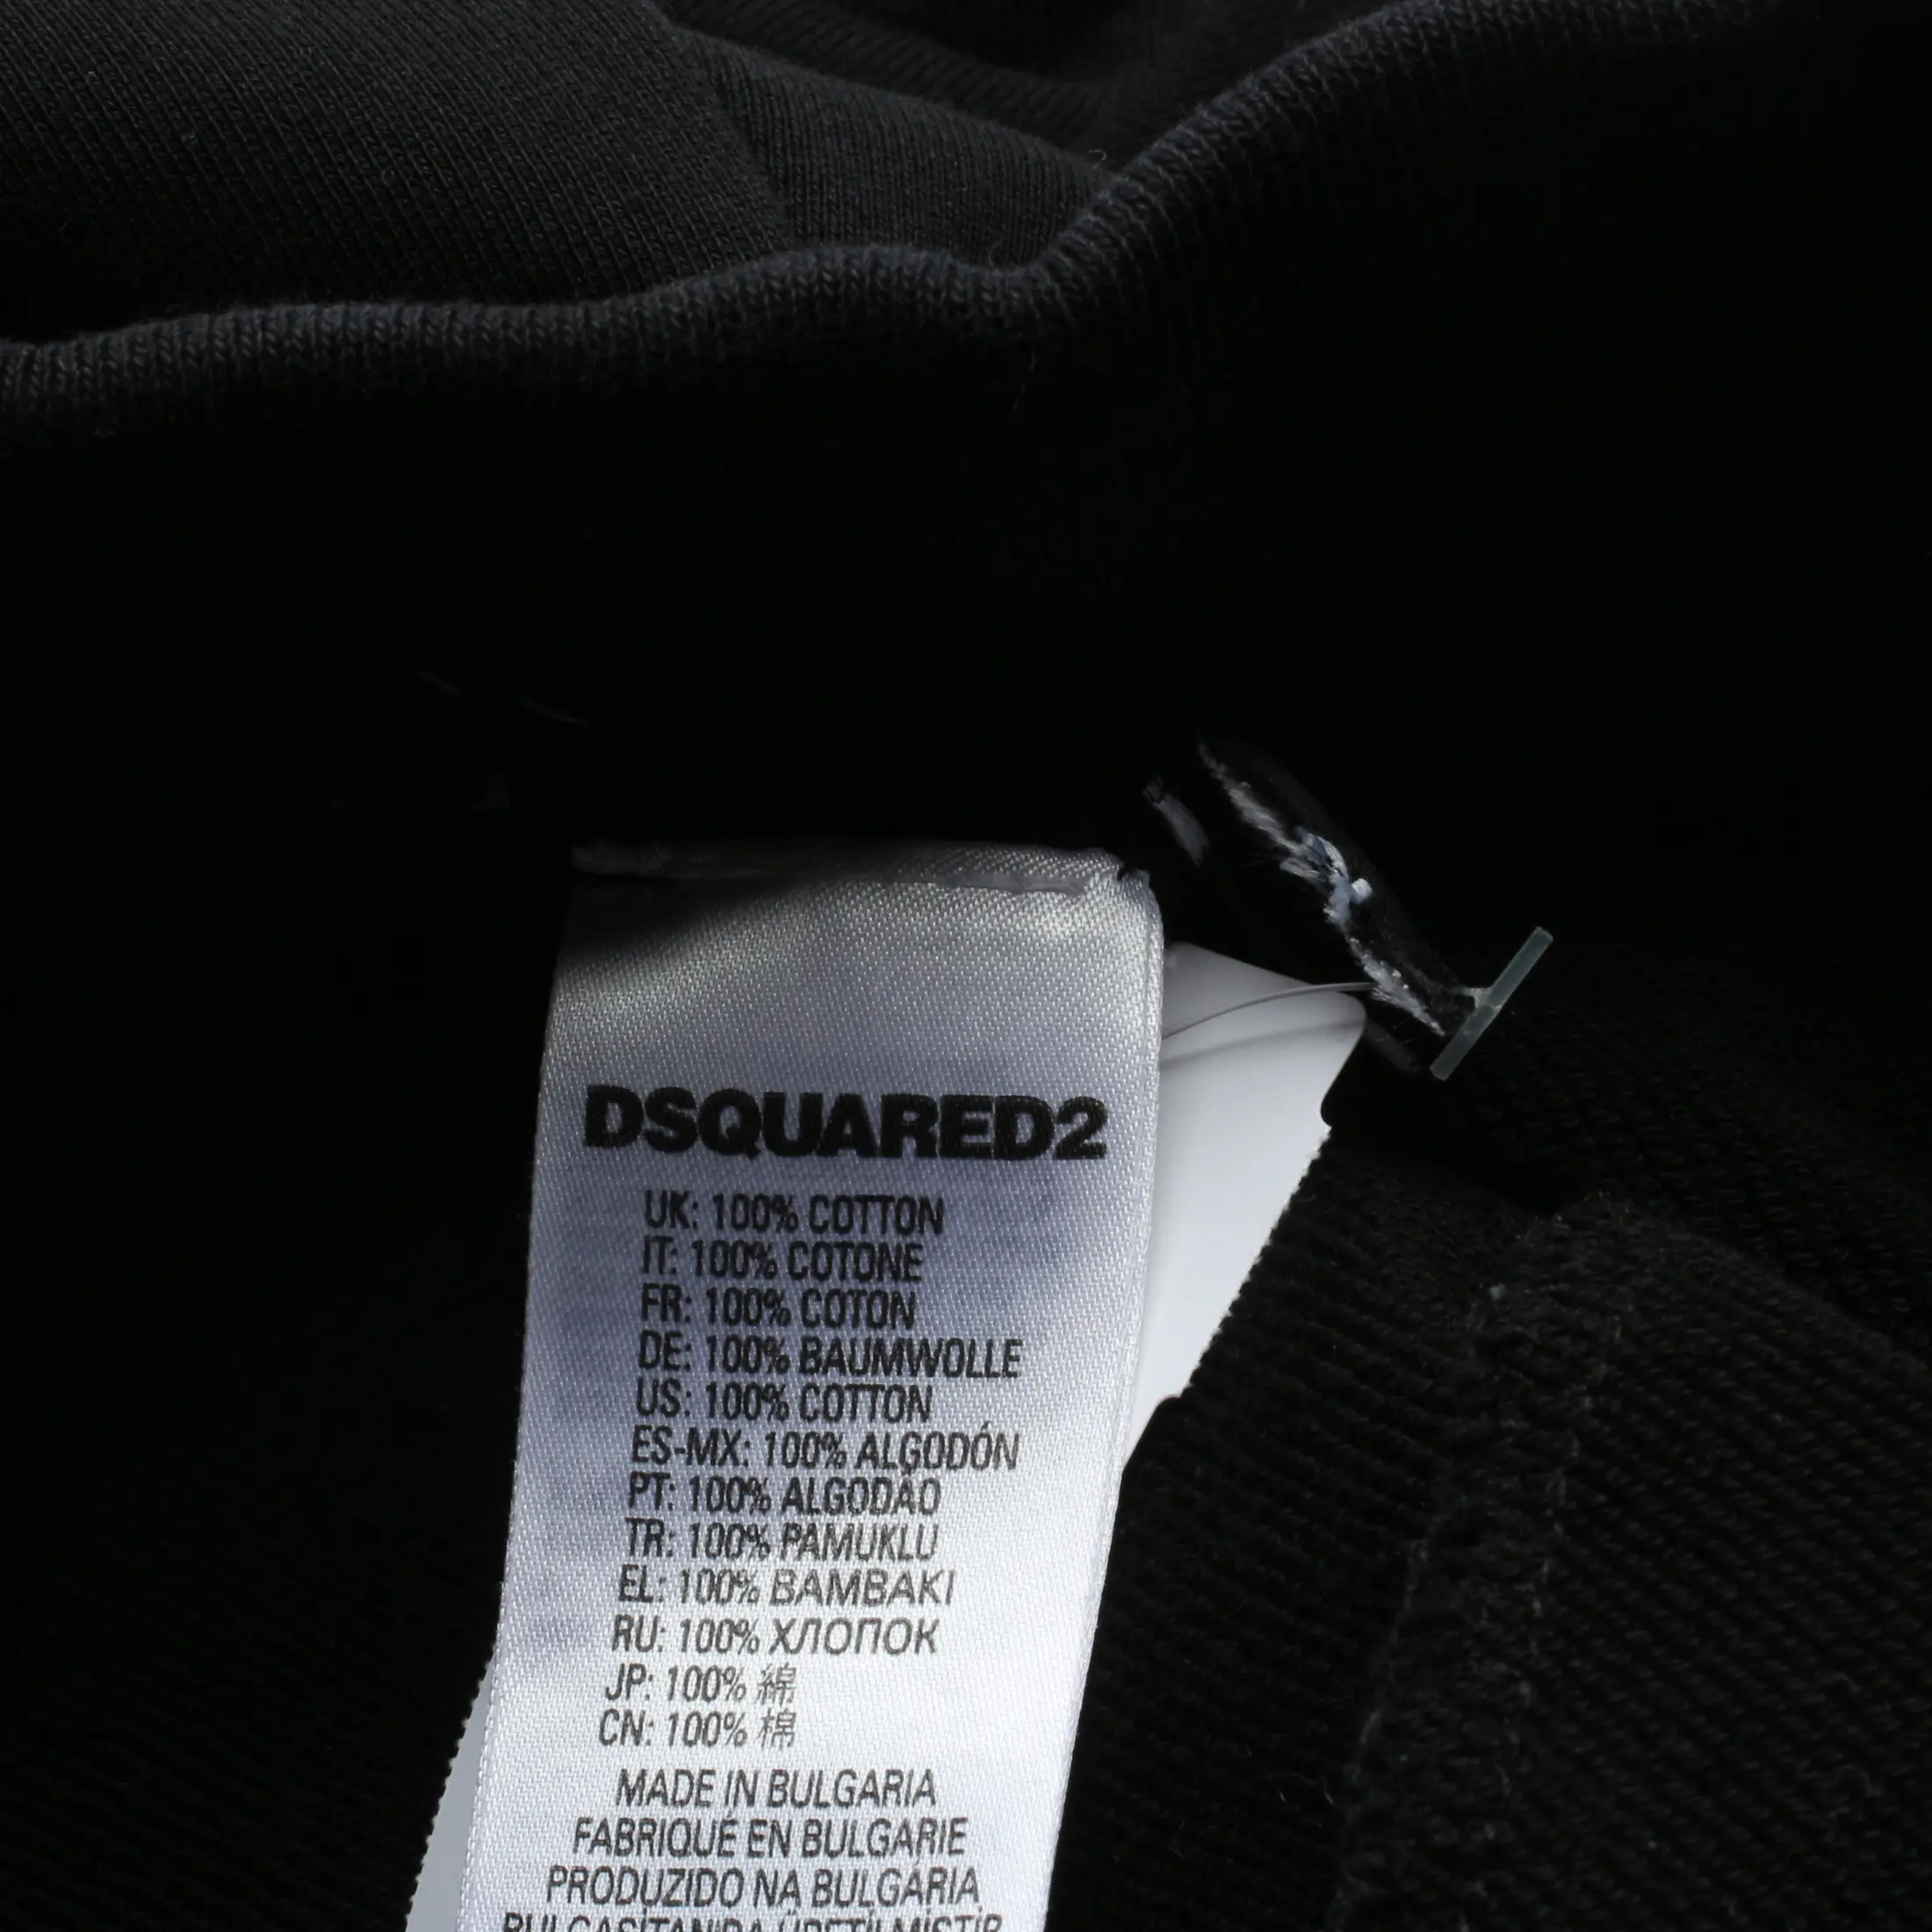 DSQUARED2
UK: 100% COTTON
IT: 100% COTONE
FR: 100% COTON
DE: 100% BAUMWOLLE
US: 100% COTTON
ES-MX: 100% ALGODÓN
PT: 100% ALGODÃO
TR: 100% PAMUKLU
EL: 100% BAMBAKI
RU: 100% ХЛОПОК
JP: 100% 綿
CN: 100% 棉
MADE IN BULGARIA
FABRIQUÉ EN BULGARIE
PRODUZIDO NA BULGÁRIA